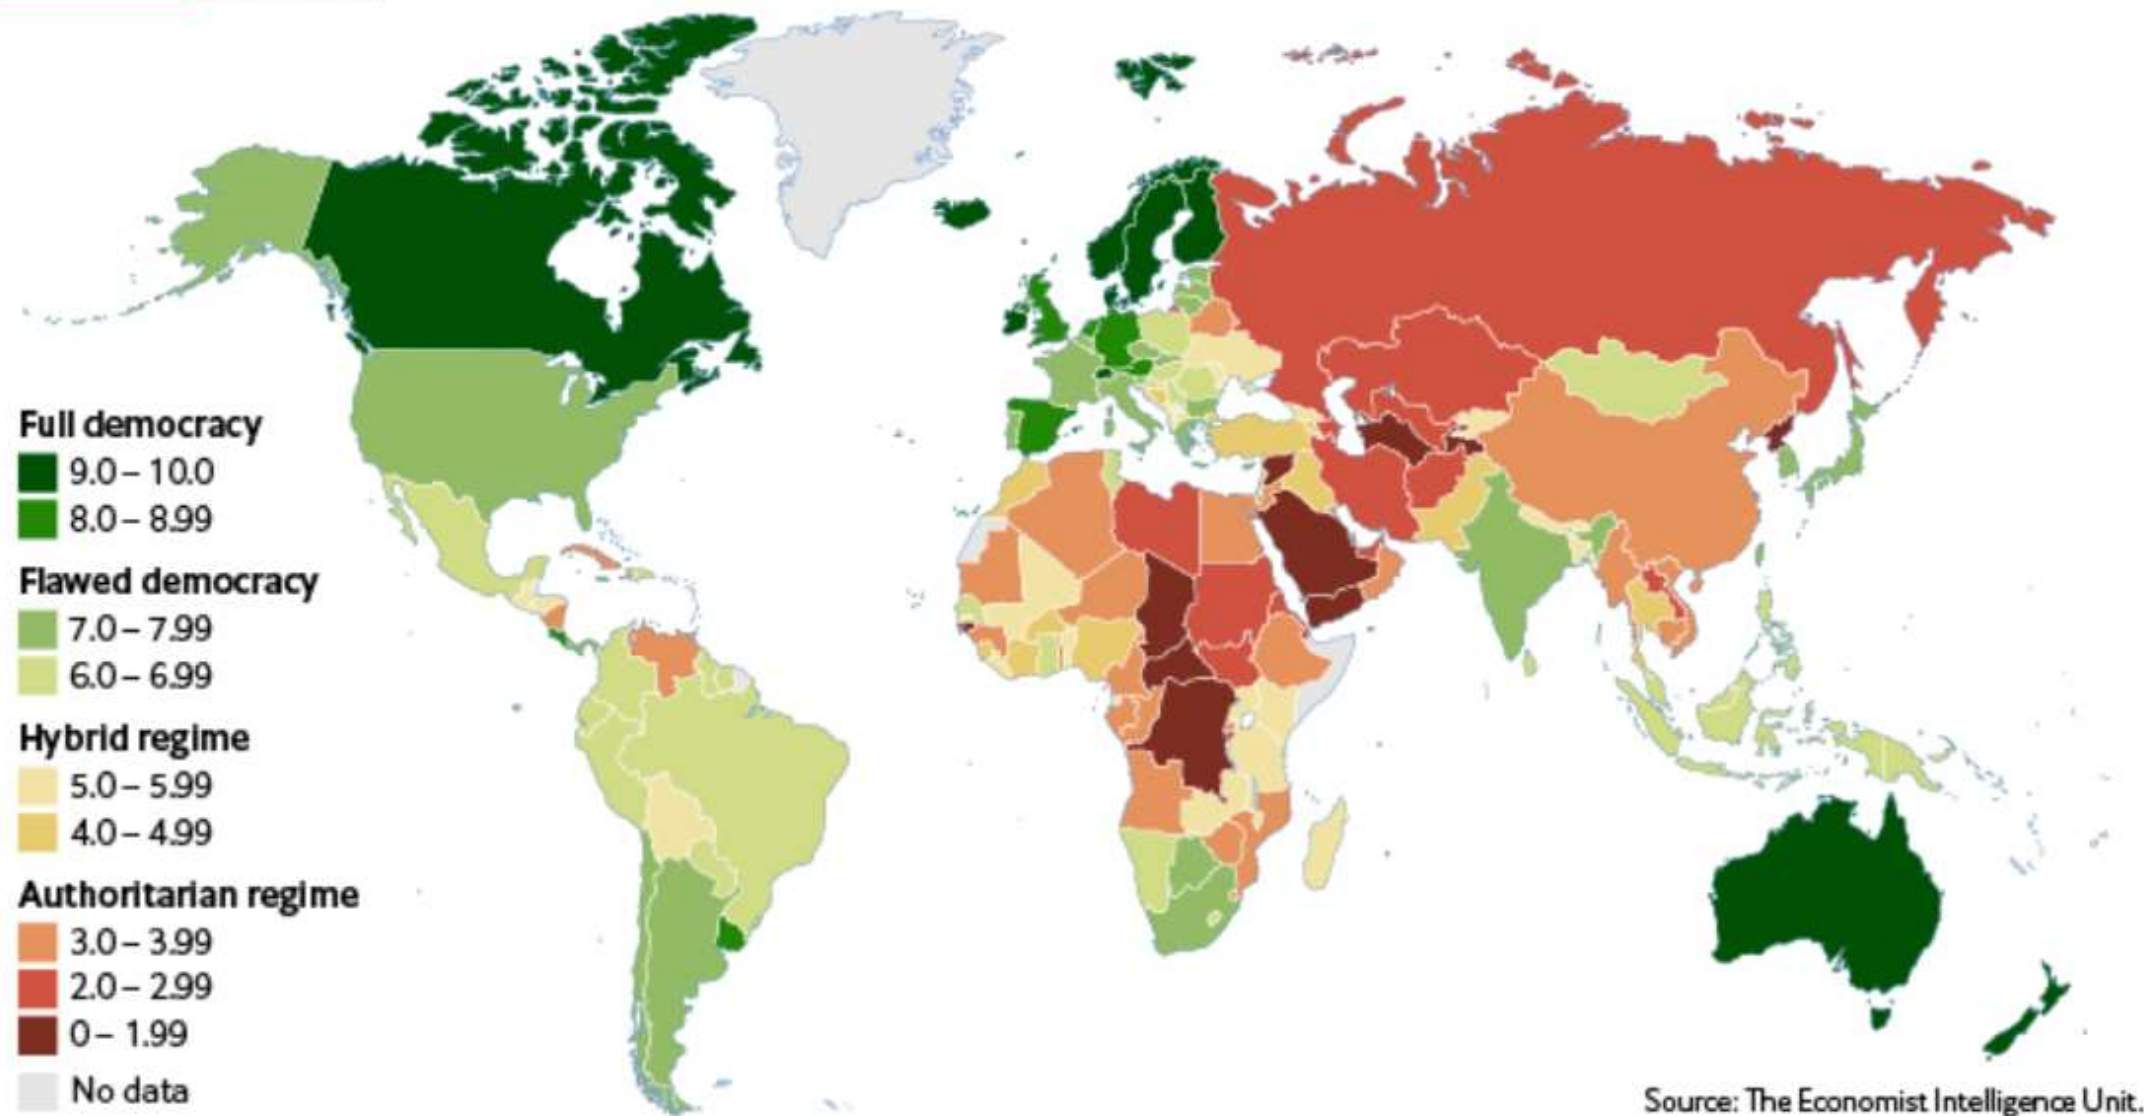 Full democracy
9.0 – 10.0
8.0 – 8.99
Flawed democracy
7.0 – 7.99
6.0 – 6.99
Hybrid regime
5.0 – 5.99
4.0 – 4.99
Authoritarian regime
3.0 – 3.99
2.0 – 2.99
0 – 1.99
No data
Source: The Economist Intelligence Unit.